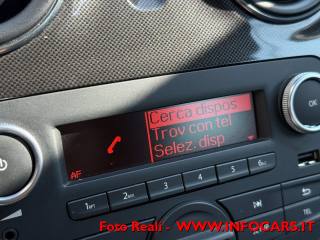 Cerca dispos
Trov con tel
Selez. disp
AF
1 2 3 4 5 6
OK
Foto Reali - WWW.INFOCARS.IT